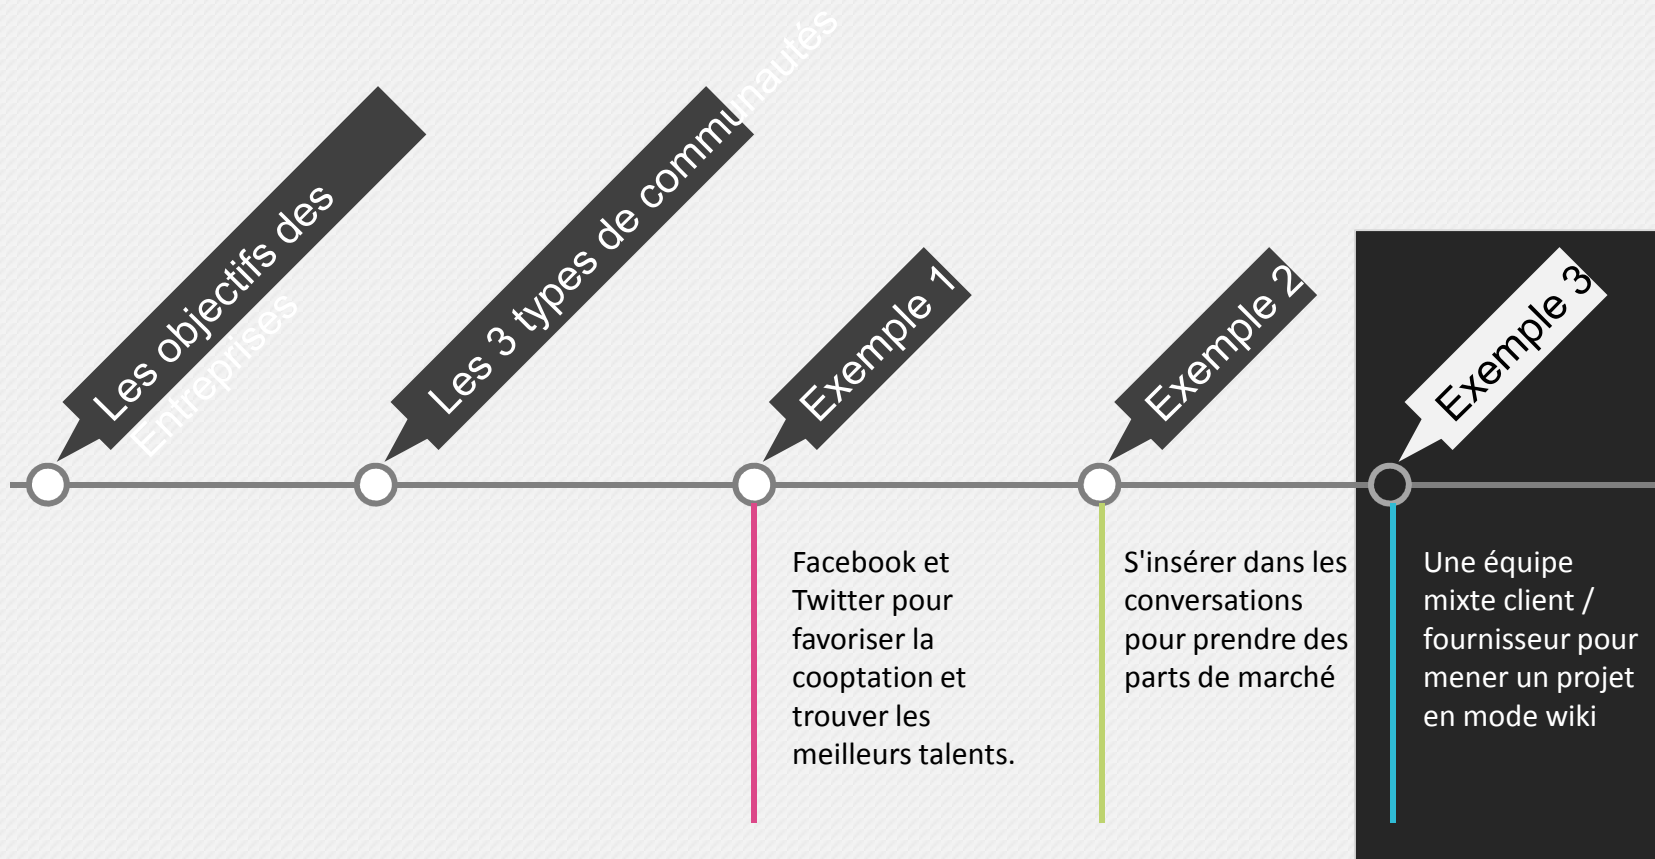 Les objectifs des
Entreprises
Les 3 types de communautés
Exemple 1
Exemple 2
Exemple 3
Facebook et
Twitter pour
favoriser la
cooptation et
trouver les
meilleurs talents.
S'insérer dans les
conversations
pour prendre des
parts de marché
Une équipe
mixte client /
fournisseur pour
mener un projet
en mode wiki